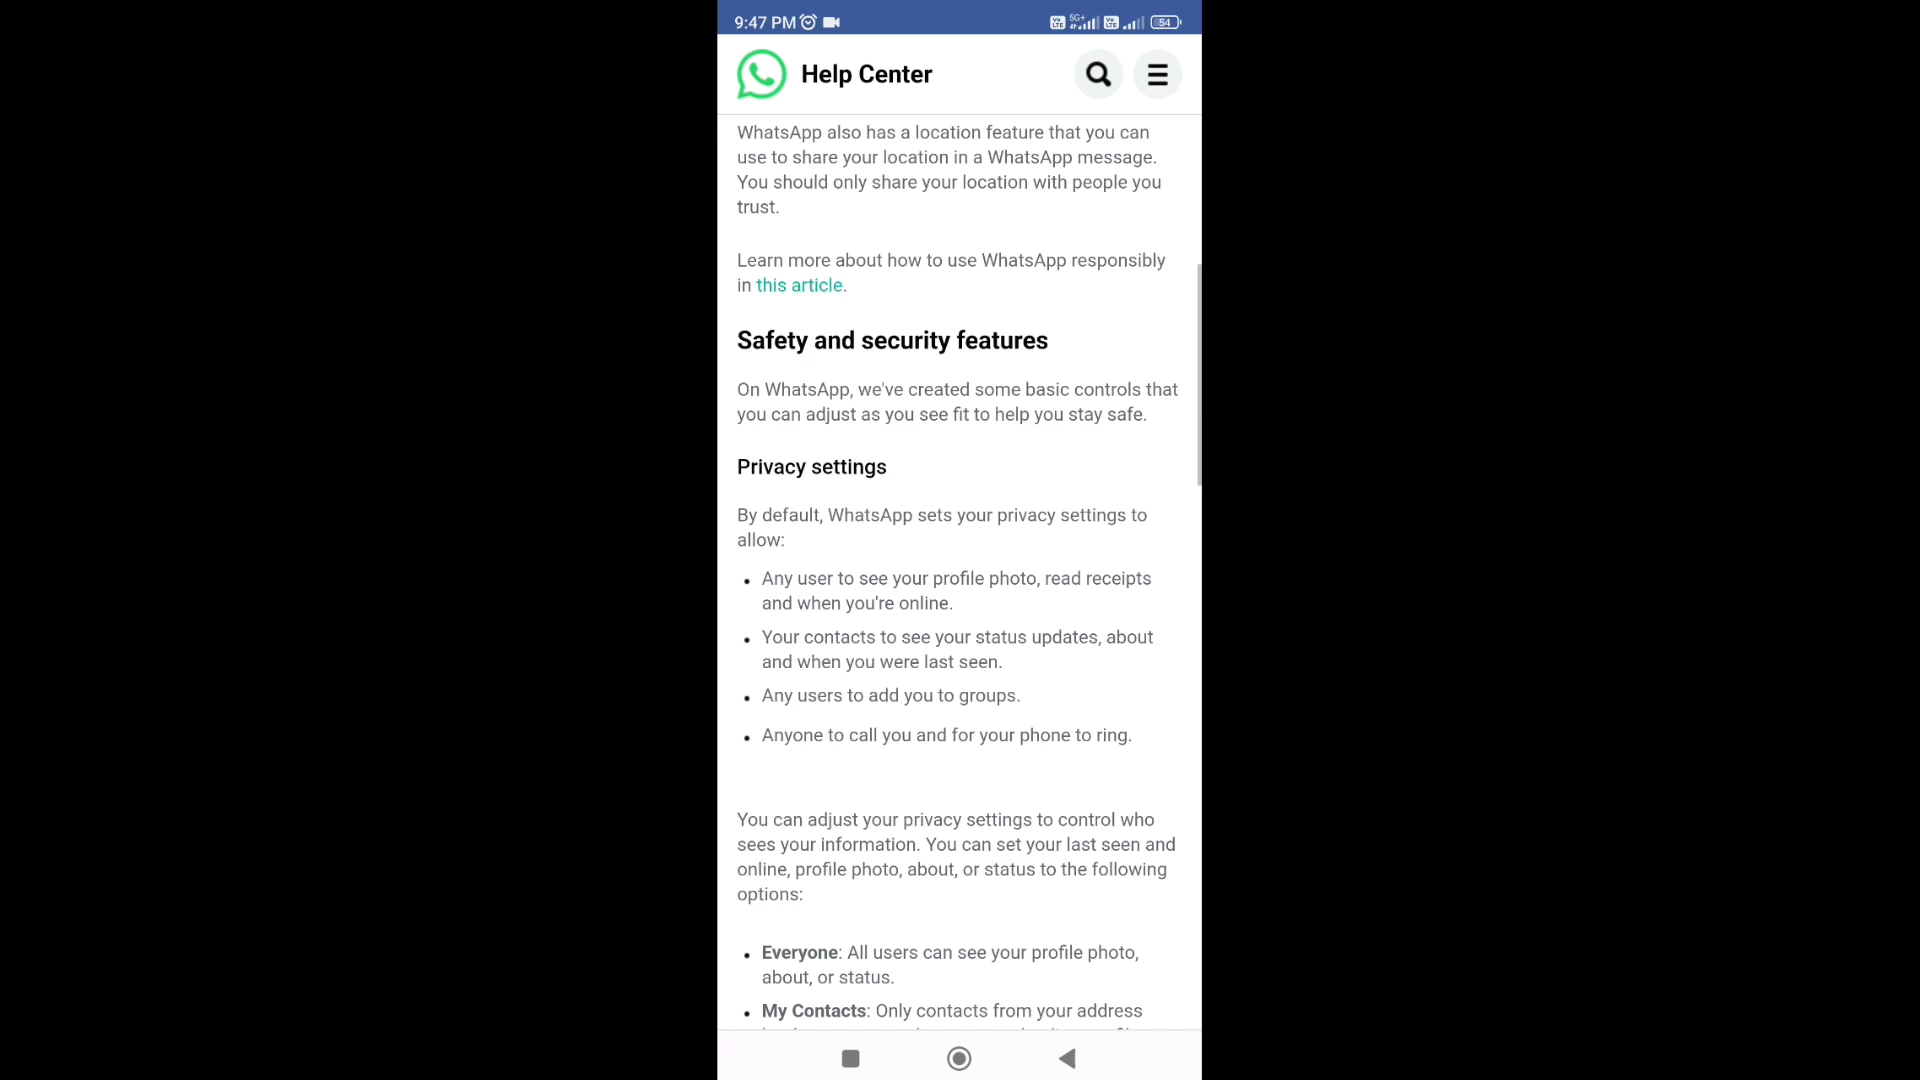 9:47 PM
5G+
54
Help Center
WhatsApp also has a location feature that you can
use to share your location in a WhatsApp message.
You should only share your location with people you
trust.
Learn more about how to use WhatsApp responsibly
in this article.
Safety and security features
On WhatsApp, we've created some basic controls that
you can adjust as you see fit to help you stay safe.
Privacy settings
By default, WhatsApp sets your privacy settings to
allow:
• Any user to see your profile photo, read receipts
and when you're online.
• Your contacts to see your status updates, about
and when you were last seen.
• Any users to add you to groups.
• Anyone to call you and for your phone to ring.
You can adjust your privacy settings to control who
sees your information. You can set your last seen and
online, profile photo, about, or status to the following
options:
• Everyone: All users can see your profile photo,
about, or status.
• My Contacts: Only contacts from your address